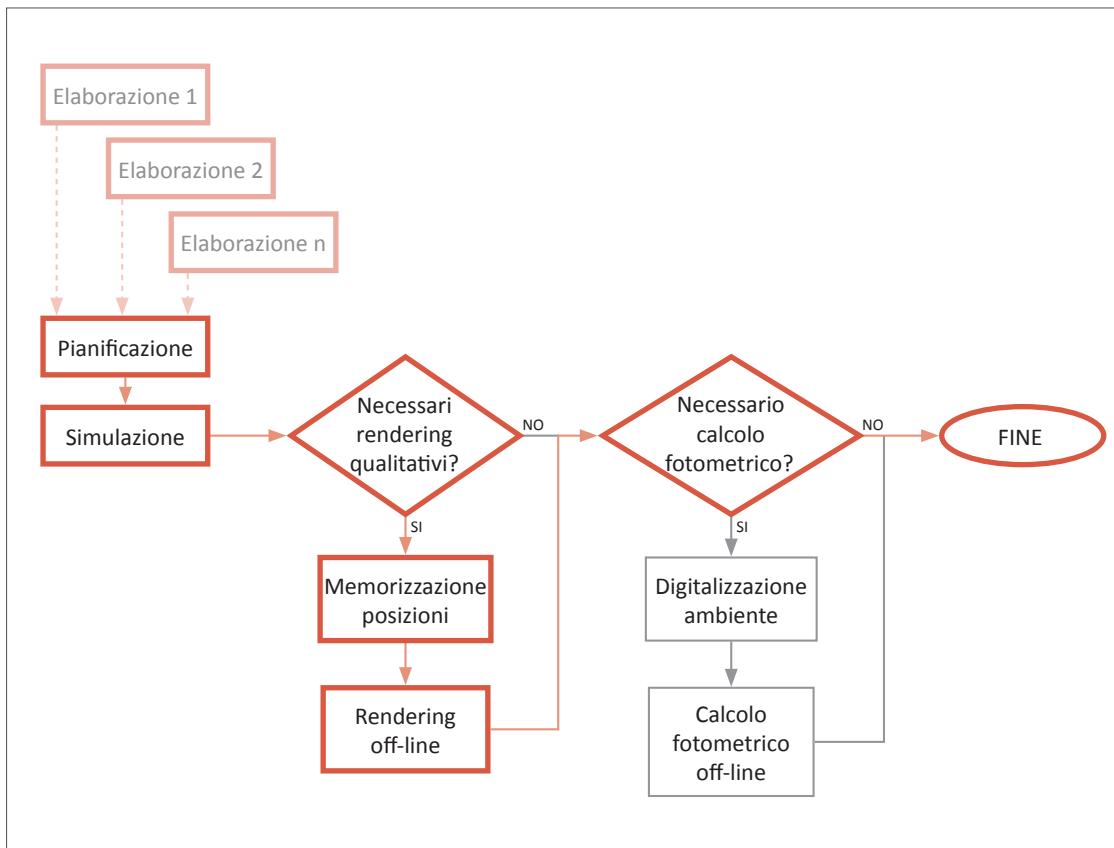 Elaborazione 1
Elaborazione 2
Elaborazione n
Pianificazione
Simulazione
Necessari
rendering
qualitativi?
NO
SI
Memorizzazione
posizioni
Rendering
off-line
Necessario
calcolo
fotometrico?
NO
SI
Digitalizzazione
ambiente
Calcolo
fotometrico
off-line
FINE